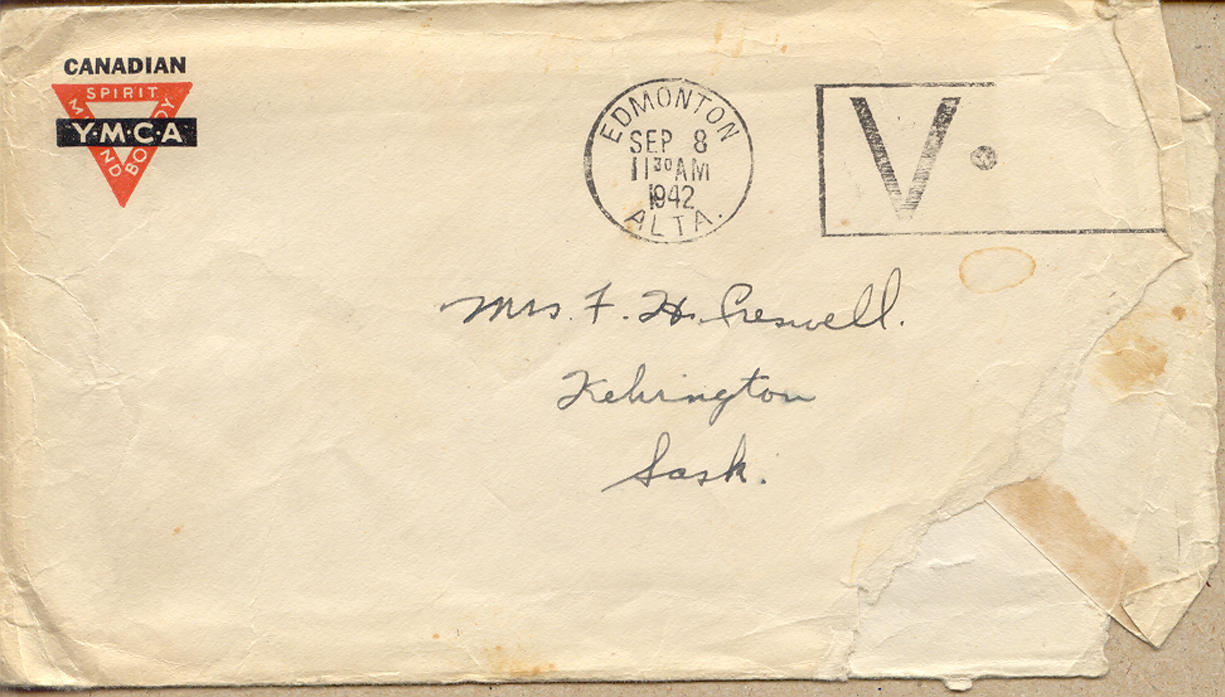 CANADIAN
SPIRIT
MIND
BODY
Y·M·C·A
EDMONTON
SEP 8
11 30 AM
1942
ALTA.
V.
Mrs. F. H. Creswell.
Kelvington
Sask.